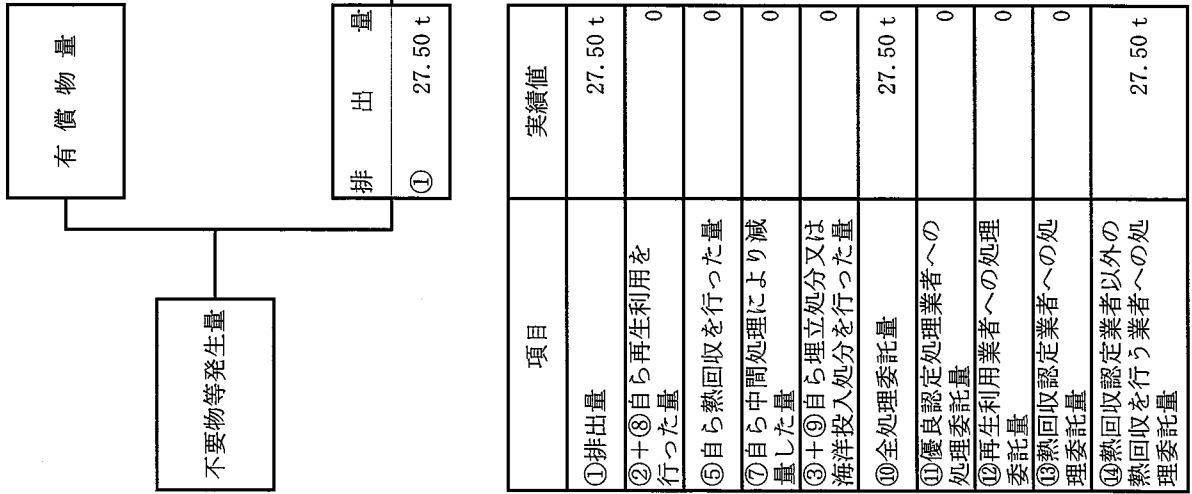 不要物等発生量
有償物量
排出量
① 27.50 t
項目 実績値
①排出量 27.50 t
②+⑧自ら再生利用を
行った量 0
⑤自ら熱回収を行った量 0
⑦自ら中間処理により減
量した量 0
③+⑨自ら埋立処分又は
海洋投入処分を行った量 0
⑩全処理委託量 27.50 t
⑪優良認定処理業者への
処理委託量 0
⑫再生利用業者への処理
委託量 0
⑬熱回収認定業者への処
理委託量 0
⑭熱回収認定業者以外の
熱回収を行う業者への処
理委託量 27.50 t